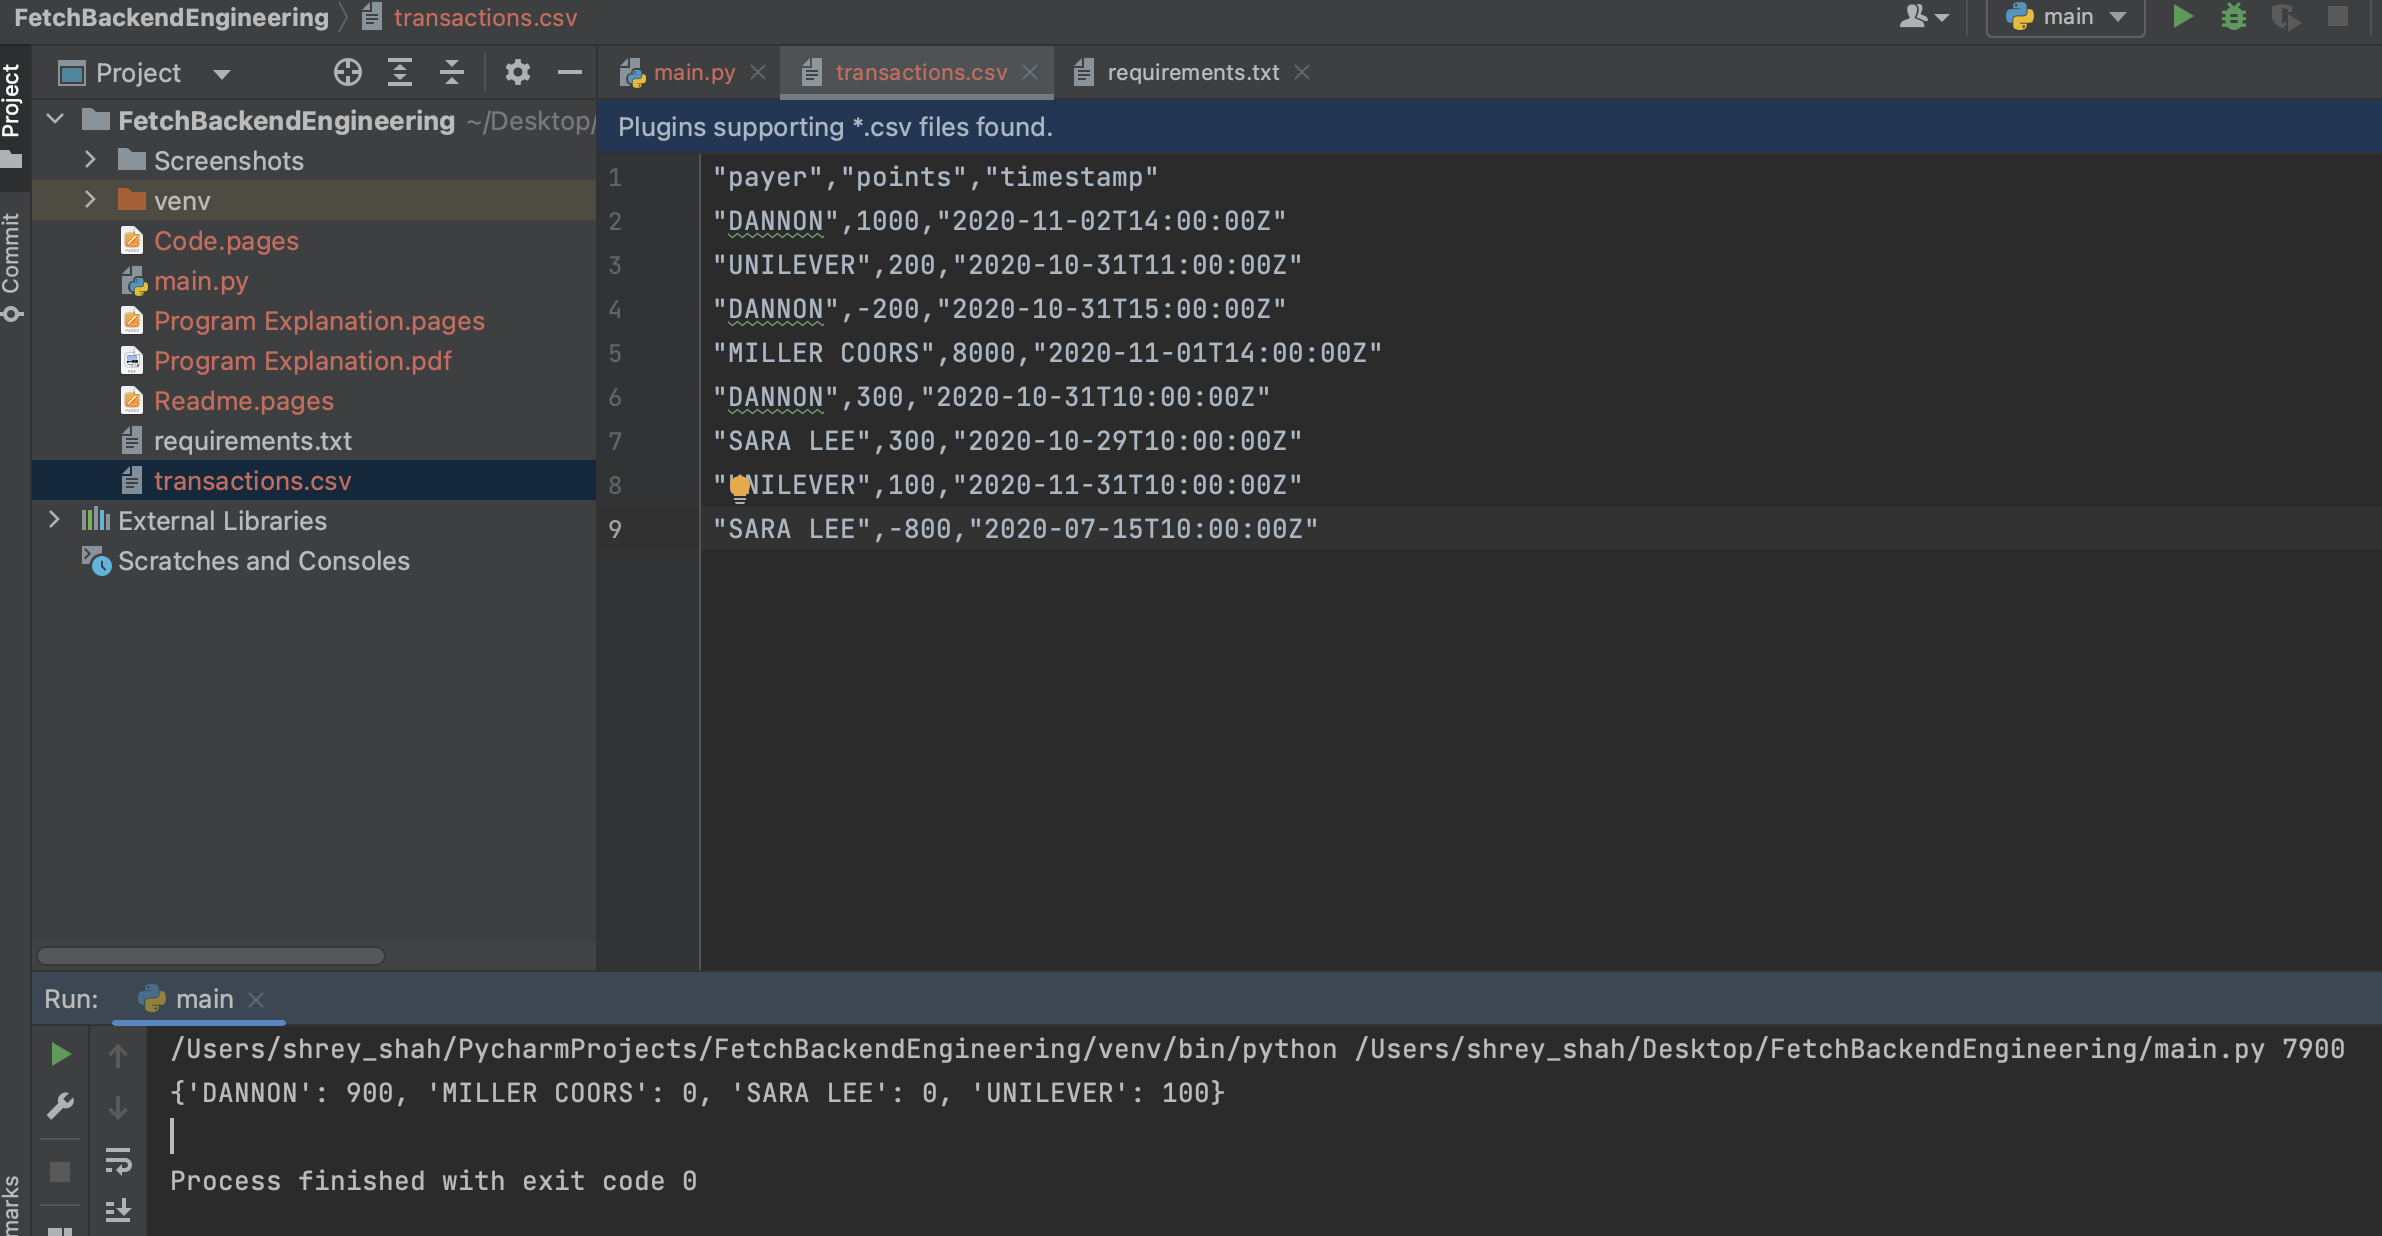 FetchBackendEngineering transactions.csv
main
Project
main.py
transactions.csv
requirements.txt
Project
Commit
FetchBackendEngineering ~/Desktop/
Screenshots
venv
Code.pages
main.py
Program Explanation.pages
Program Explanation.pdf
Readme.pages
requirements.txt
transactions.csv
External Libraries
Scratches and Consoles
Plugins supporting *.csv files found.
1 "payer","points","timestamp"
2 "DANNON",1000,"2020-11-02T14:00:00Z"
3 "UNILEVER",200,"2020-10-31T11:00:00Z"
4 "DANNON",-200,"2020-10-31T15:00:00Z"
5 "MILLER COORS",8000,"2020-11-01T14:00:00Z"
6 "DANNON",300,"2020-10-31T10:00:00Z"
7 "SARA LEE",300,"2020-10-29T10:00:00Z"
8 "UNILEVER",100,"2020-11-31T10:00:00Z"
9 "SARA LEE",-800,"2020-07-15T10:00:00Z"
Run: main
/Users/shrey_shah/PycharmProjects/FetchBackendEngineering/venv/bin/python /Users/shrey_shah/Desktop/FetchBackendEngineering/main.py 7900
{'DANNON': 900, 'MILLER COORS': 0, 'SARA LEE': 0, 'UNILEVER': 100}
Process finished with exit code 0
marks